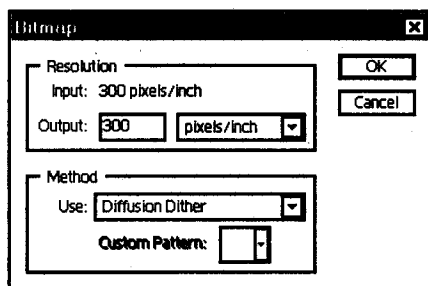 Bitmap
Resolution
OK
Input: 300 pixels/inch
Cancel
Output: 300 pixels/inch
Method
Use: Diffusion Dither
Custom Pattern: